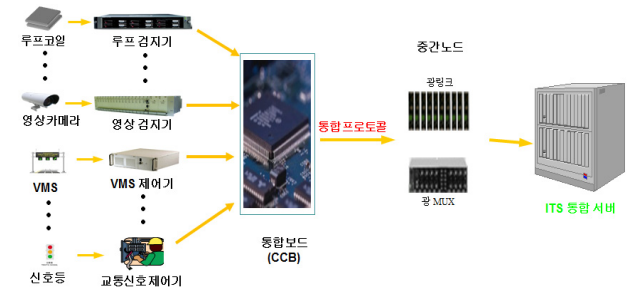 루프코일
루프 검지기
중간노드
광링크
영상카메라
영상 검지기
통합프로토콜
VMS
VMS 제어기
광 MUX
ITS 통합 서버
통합보드
(CCB)
신호등
교통신호제어기